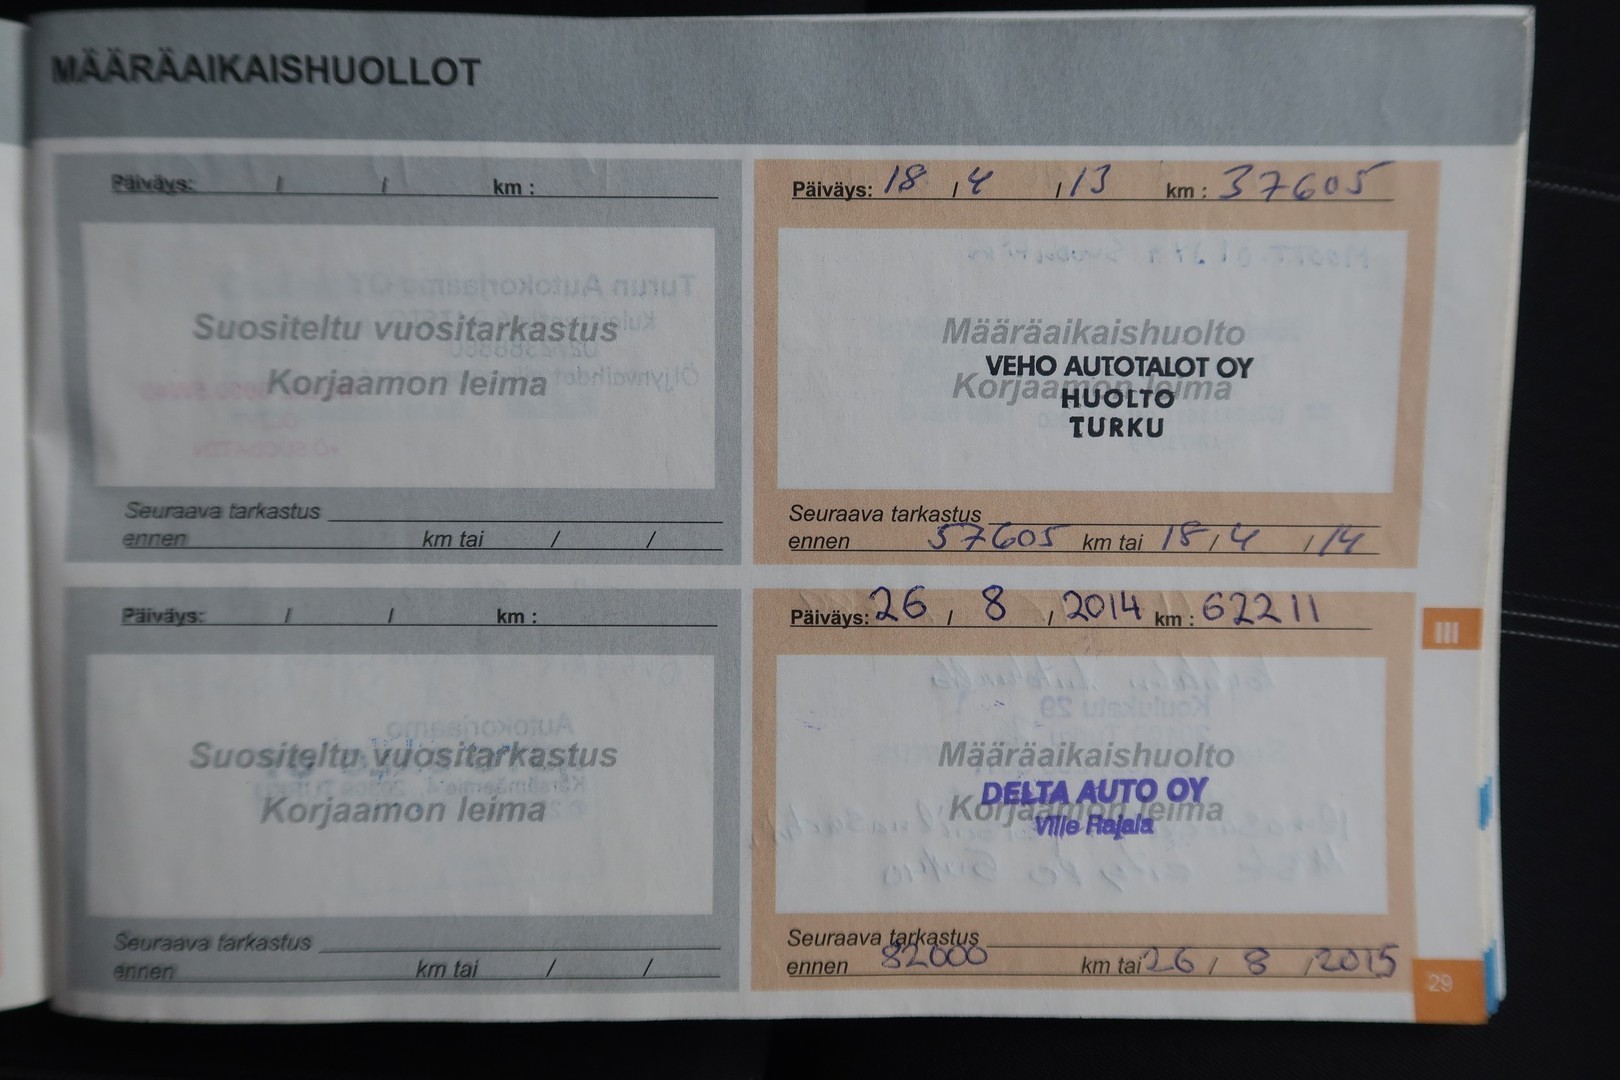 MÄÄRÄAIKAISHUOLLOT
Päiväys: / / km :
Suositeltu vuositarkastus
Korjaamon leima
Seuraava tarkastus
ennen km tai / /
Päiväys: 18 / 4 / 13 km : 37605
Määräaikaishuolto
VEHO AUTOTALOT OY
Korjaamon leima
HUOLTO
TURKU
Seuraava tarkastus
ennen 57605 km tai 18 / 4 / 14
Päiväys: / / km :
Suositeltu vuositarkastus
Korjaamon leima
Seuraava tarkastus
ennen km tai / /
Päiväys: 26 / 8 / 2014 km : 62211
Määräaikaishuolto
DELTA AUTO OY
Korjaamon leima
Ville Rajala
Seuraava tarkastus
ennen 82000 km tai 26 / 8 / 2015
III
29